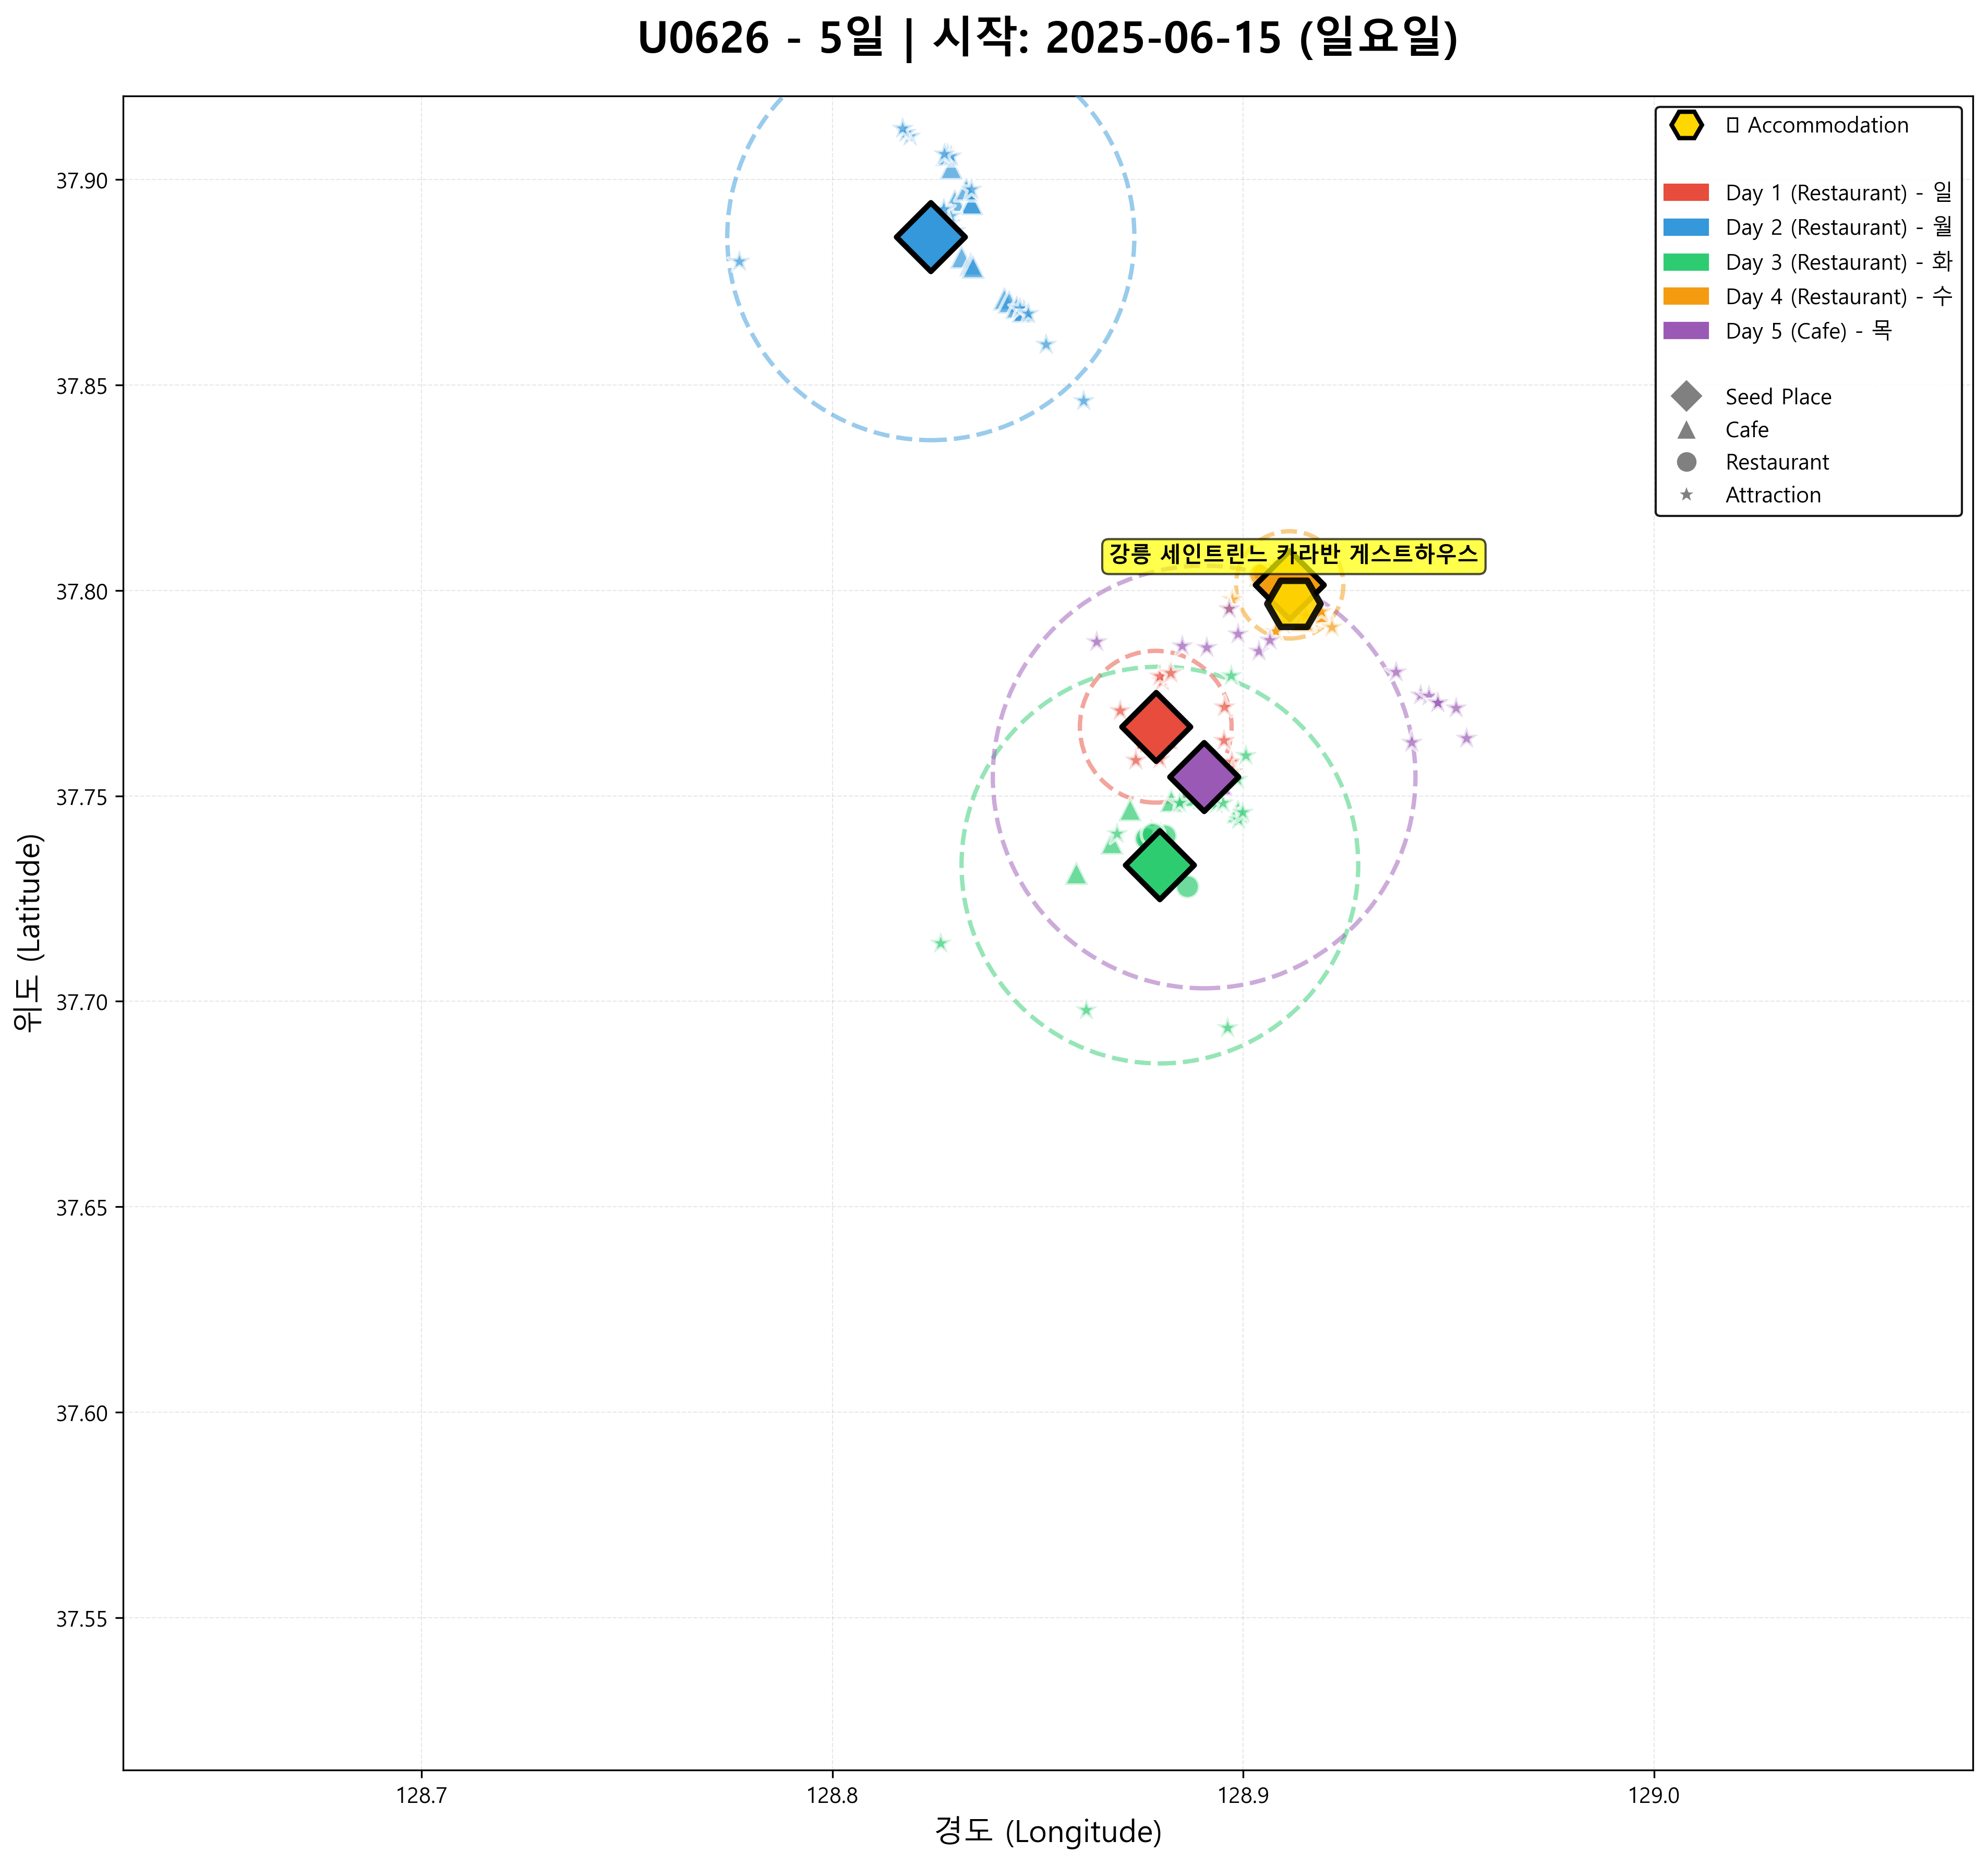 U0626 - 5일 | 시작: 2025-06-15 (일요일)
Accommodation
Day 1 (Restaurant) - 일
Day 2 (Restaurant) - 월
Day 3 (Restaurant) - 화
Day 4 (Restaurant) - 수
Day 5 (Cafe) - 목
Seed Place
Cafe
Restaurant
Attraction
강릉 세인트린느 카라반 게스트하우스
37.90
37.85
37.80
37.75
37.70
37.65
37.60
37.55
위도 (Latitude)
128.7
128.8
128.9
129.0
경도 (Longitude)